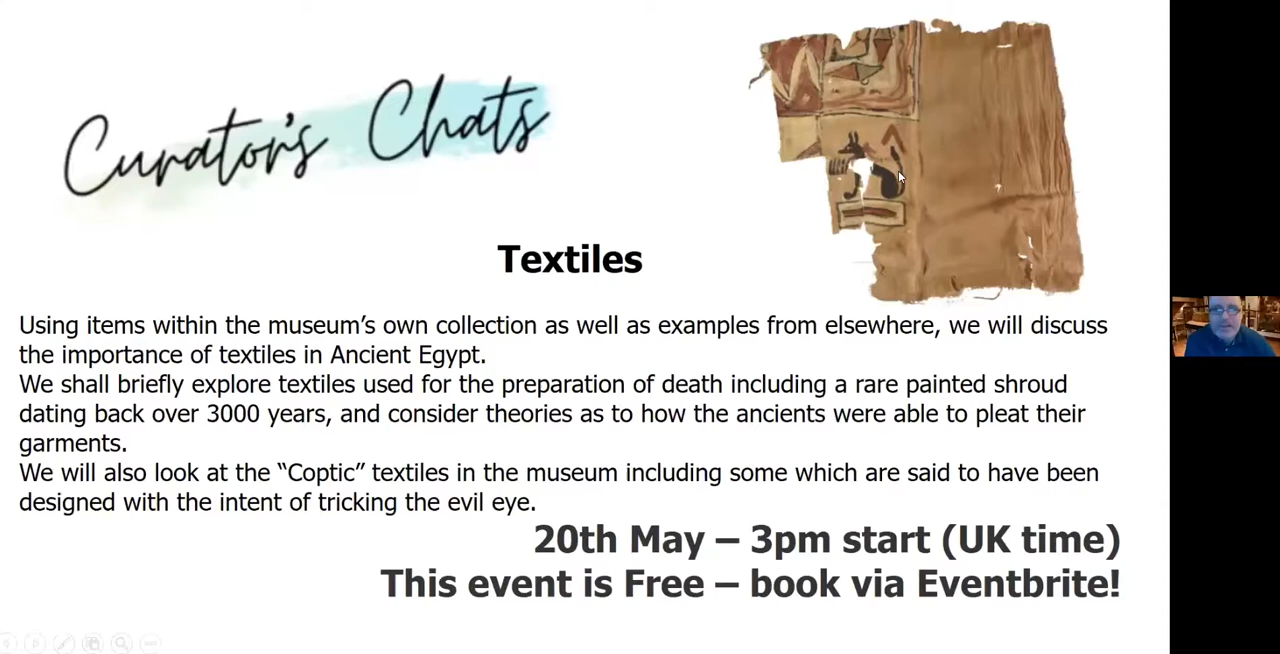 Curator's Chats
Textiles
Using items within the museum’s own collection as well as examples from elsewhere, we will discuss
the importance of textiles in Ancient Egypt.
We shall briefly explore textiles used for the preparation of death including a rare painted shroud
dating back over 3000 years, and consider theories as to how the ancients were able to pleat their
garments.
We will also look at the “Coptic” textiles in the museum including some which are said to have been
designed with the intent of tricking the evil eye.
20th May – 3pm start (UK time)
This event is Free – book via Eventbrite!